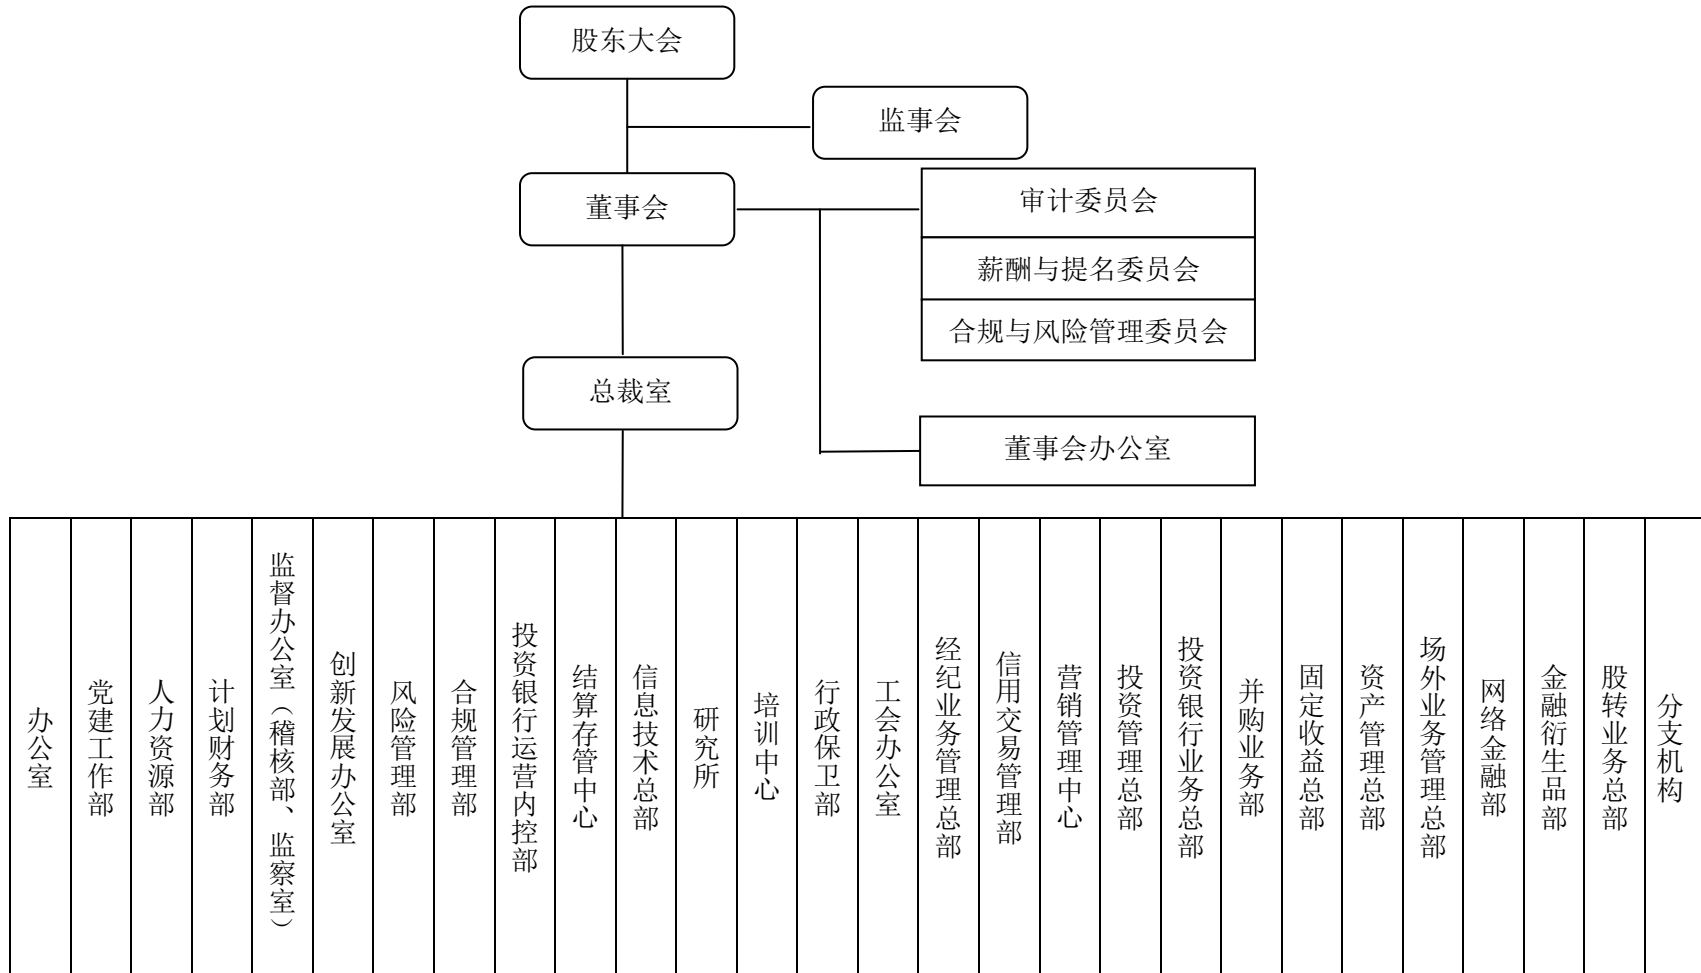 股东大会
监事会
董事会
审计委员会
薪酬与提名委员会
合规与风险管理委员会
总裁室
董事会办公室
办公室
党建工作部
人力资源部
计划财务部
监督办公室（稽核部、监察室）
创新发展办公室
风险管理部
合规管理部
投资银行运营内控部
结算存管中心
信息技术总部
研究所
培训中心
行政保卫部
工会办公室
经纪业务管理总部
信用交易管理部
营销管理中心
投资管理总部
投资银行业务总部
并购业务部
固定收益总部
资产管理总部
场外业务管理总部
网络金融部
金融衍生品部
股转业务总部
分支机构